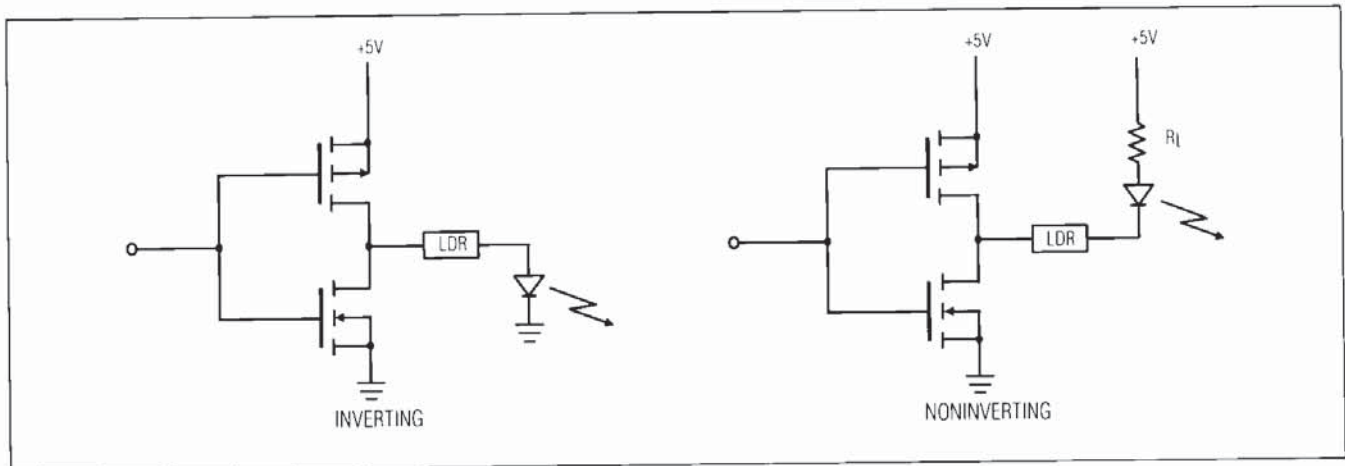 +5V
LDR
INVERTING
+5V
+5V
RL
LDR
NONINVERTING